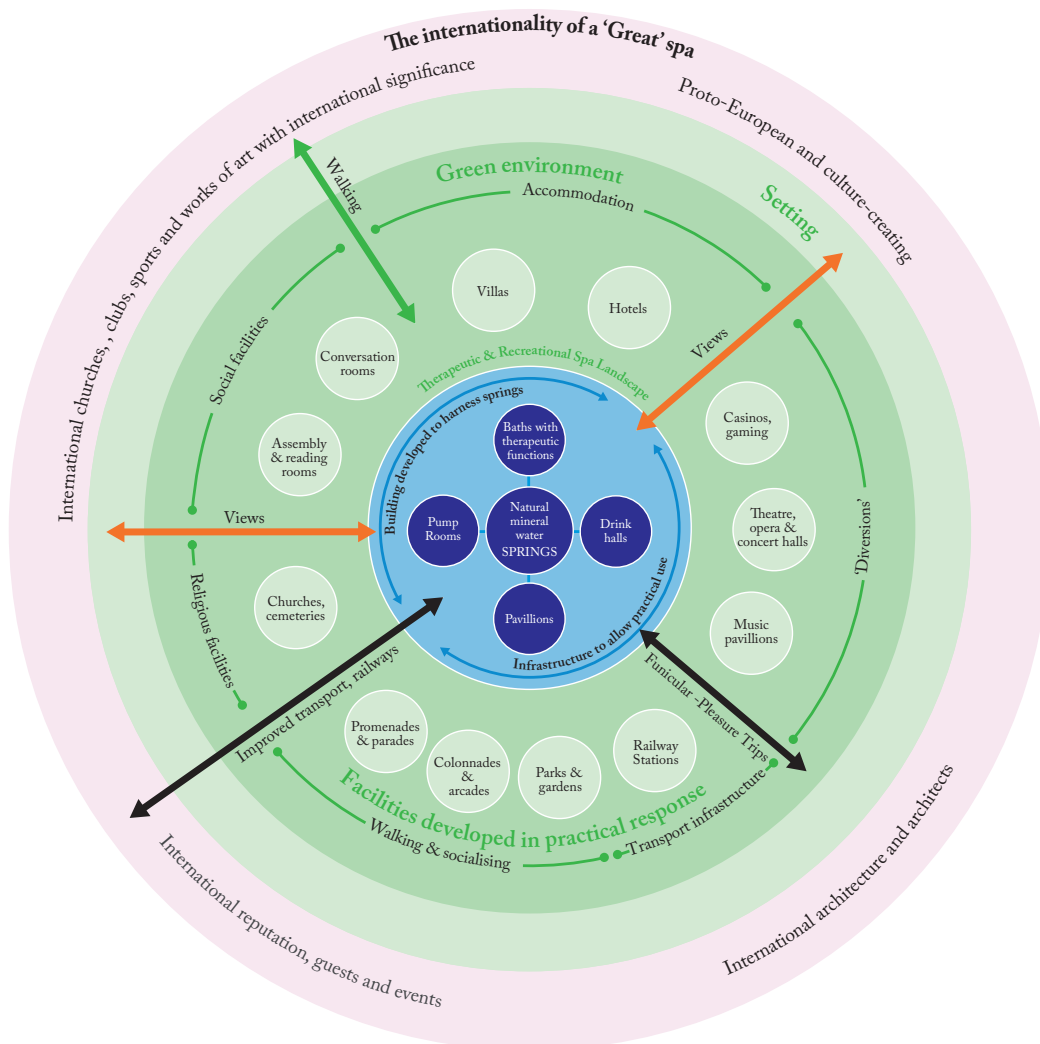 The internationality of a ‘Great’ spa
International churches, , clubs, sports and works of art with international significance
Proto-European and culture-creating
Setting
Green environment
Accommodation
Walking
Views
Villas
Hotels
Social facilities
Conversation
rooms
Therapeutic & Recreational Spa Landscape
Building developed to harness springs
Baths with
therapeutic
functions
Casinos,
gaming
Assembly
& reading
rooms
Views
Pump
Rooms
Natural
mineral
water
SPRINGS
Drink
halls
Theatre,
opera &
concert halls
‘Diversions’
Religious facilities
Churches,
cemeteries
Pavillions
Infrastructure to allow practical use
Music
pavillions
Improved transport, railways
Funicular -Pleasure Trips
Promenades
& parades
Colonnades
&
arcades
Parks &
gardens
Railway
Stations
Facilities developed in practical response
Walking & socialising
Transport infrastructure
International reputation, guests and events
International architecture and architects